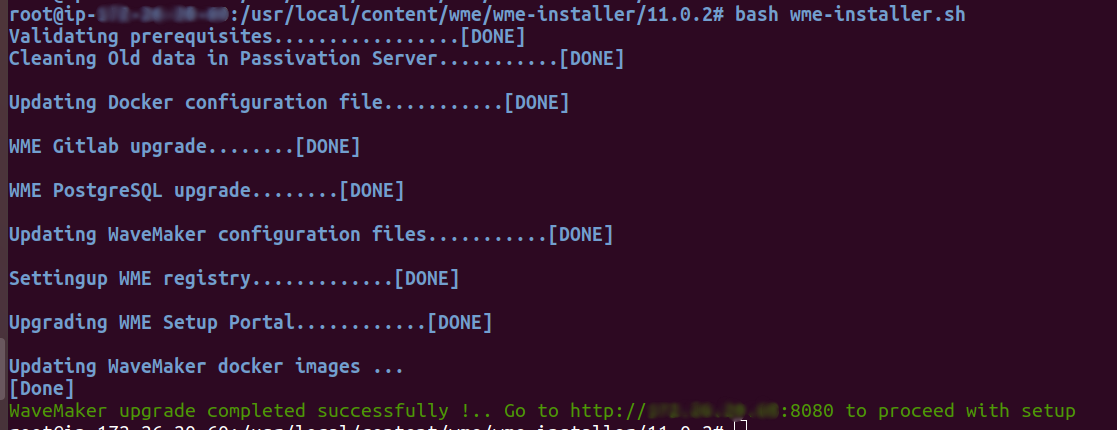 root@ip-:/usr/local/content/wme/wme-installer/11.0.2# bash wme-installer.sh
Validating prerequisites.................[DONE]
Cleaning Old data in Passivation Server...........[DONE]
Updating Docker configuration file...........[DONE]
WME Gitlab upgrade........[DONE]
WME PostgreSQL upgrade........[DONE]
Updating WaveMaker configuration files...........[DONE]
Settingup WME registry.............[DONE]
Upgrading WME Setup Portal............[DONE]
Updating WaveMaker docker images ...
[Done]
WaveMaker upgrade completed successfully !.. Go to http://:8080 to proceed with setup